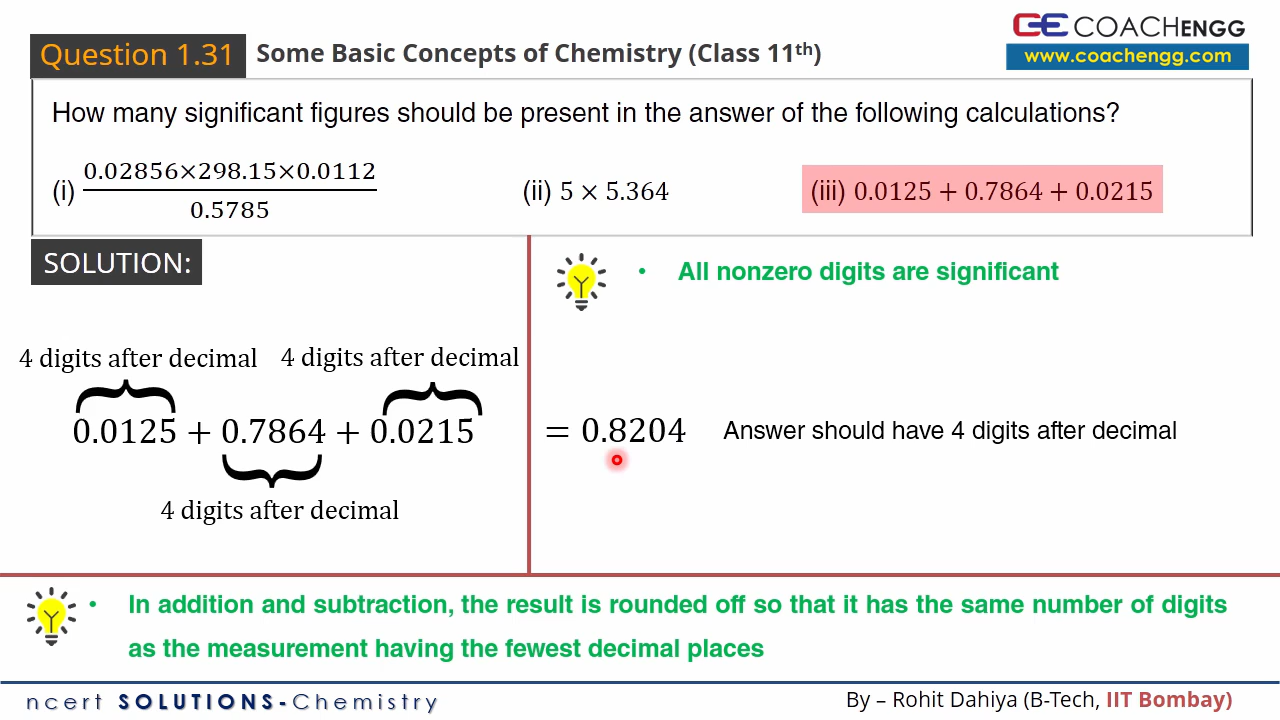 Question 1.31
Some Basic Concepts of Chemistry (Class 11th)
CE COACHENGG
www.coachengg.com
How many significant figures should be present in the answer of the following calculations?
(i) 0.02856×298.15×0.0112
0.5785
(ii) 5 × 5.364
(iii) 0.0125 + 0.7864 + 0.0215
SOLUTION:
• All nonzero digits are significant
4 digits after decimal
4 digits after decimal
0.0125 + 0.7864 + 0.0215
= 0.8204
Answer should have 4 digits after decimal
4 digits after decimal
• In addition and subtraction, the result is rounded off so that it has the same number of digits
as the measurement having the fewest decimal places
ncert SOLUTIONS-Chemistry
By – Rohit Dahiya (B-Tech, IIT Bombay)